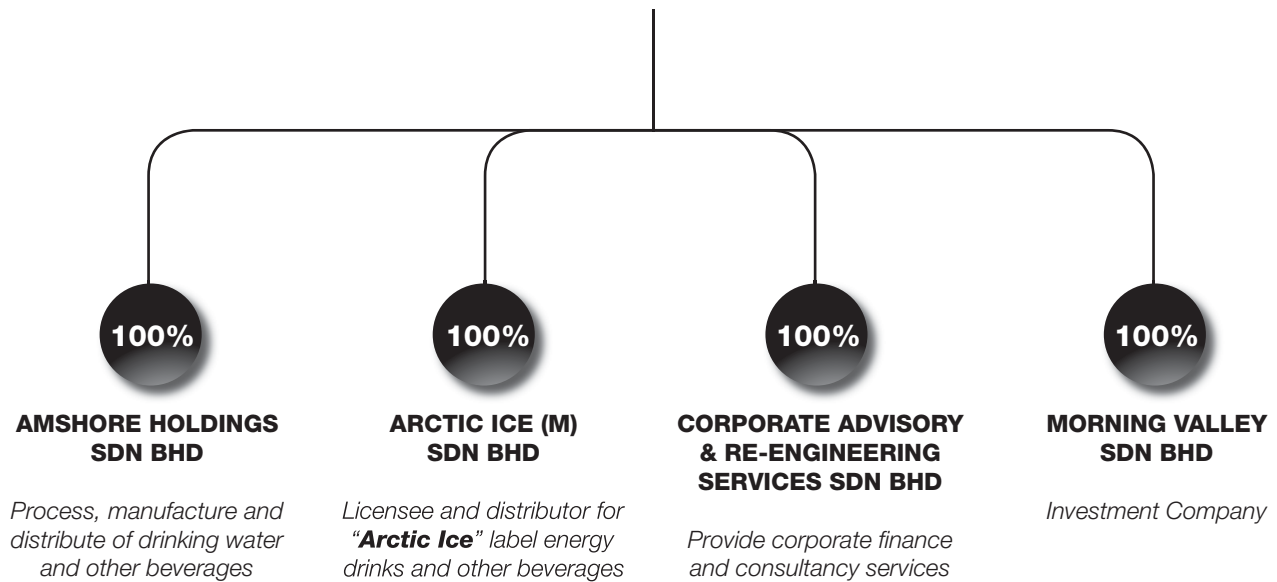 100%
AMSHORE HOLDINGS
SDN BHD
Process, manufacture and
distribute of drinking water
and other beverages
100%
ARCTIC ICE (M)
SDN BHD
Licensee and distributor for
“Arctic Ice” label energy
drinks and other beverages
100%
CORPORATE ADVISORY
& RE-ENGINEERING
SERVICES SDN BHD
Provide corporate finance
and consultancy services
100%
MORNING VALLEY
SDN BHD
Investment Company